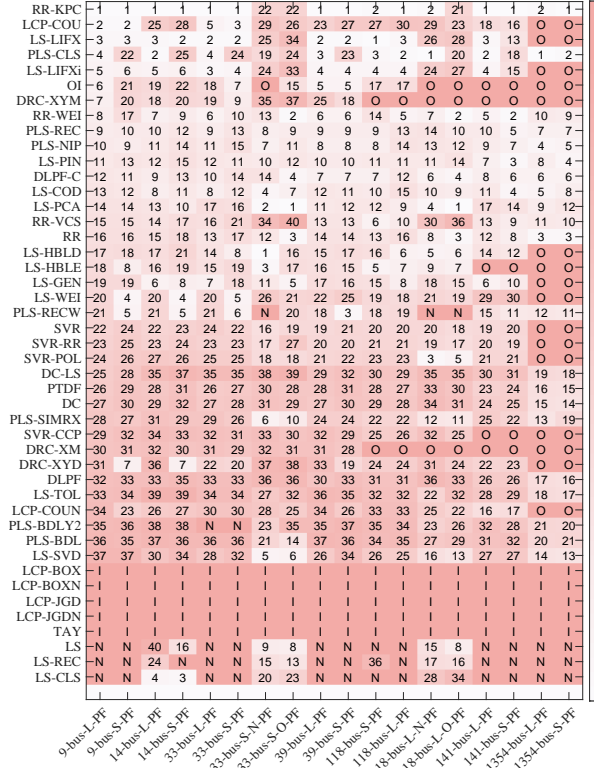 RR-KPC 1 1 1 1 1 1 22 22 1 1 2 1 2 21 1 1 2 1
LCP-COU 2 2 25 28 5 3 29 26 3 27 27 30 29 23 18 16 O O
LS-LIFX 3 3 3 2 2 2 25 34 2 2 1 3 26 28 3 13 O O
PLS-CLS 4 22 2 25 4 24 19 24 3 23 3 2 1 20 2 18 1 2
LS-LIFXi 5 6 5 6 3 4 24 33 4 4 4 4 24 27 4 15 O O
OI 6 21 19 22 18 7 O 15 5 5 17 17 O O O O O O
DRC-XYM 7 20 18 20 19 9 35 37 25 18 O O O O O O O O
RR-WEI 8 17 7 9 6 10 13 2 6 6 14 5 7 2 5 2 10 9
PLS-REC 9 10 10 12 9 13 8 9 9 9 9 13 14 10 10 5 7 7
PLS-NIP 10 9 11 14 11 15 7 11 8 8 8 14 13 12 9 7 4 5
LS-PIN 11 13 12 15 12 11 10 12 10 10 11 11 11 14 7 3 8 4
DLPF-C 12 11 9 13 10 14 14 4 7 7 7 12 6 4 8 6 6 6
LS-COD 13 12 8 11 8 12 4 7 12 11 10 15 10 9 11 4 5 8
LS-PCA 14 14 13 10 17 16 2 1 11 12 12 9 4 1 17 14 9 12
RR-VCS 15 15 14 17 16 21 34 40 13 13 6 10 30 36 13 9 11 10
RR 16 16 15 18 13 17 12 3 14 14 13 16 8 3 12 8 3 3
LS-HBLD 17 18 17 21 14 8 1 16 15 17 16 6 5 6 14 12 O O
LS-HBLE 18 8 16 19 15 19 3 17 16 15 5 7 9 7 O O O O
LS-GEN 19 19 6 8 7 18 11 5 17 16 15 8 18 15 6 10 O O
LS-WEI 20 4 20 4 20 5 26 21 22 25 19 18 21 19 29 30 O O
PLS-RECW 21 5 21 5 21 6 N 20 18 3 18 19 N N 15 11 12 11
SVR 22 24 22 23 24 22 16 19 19 21 20 20 20 18 19 20 O O
SVR-RR 23 25 23 24 23 23 17 27 20 20 21 21 19 17 20 19 O O
SVR-POL 24 26 27 26 25 25 18 18 21 22 23 23 3 5 21 21 O O
DC-LS 25 28 35 37 35 35 38 39 29 32 30 29 35 35 30 31 19 18
PTDF 26 29 28 31 26 27 30 28 28 31 28 27 33 30 23 24 16 15
DC 27 30 29 32 27 28 31 29 27 30 29 28 34 31 24 25 15 14
PLS-SIMRX 28 27 31 29 29 26 6 10 24 24 22 22 12 11 25 22 13 19
SVR-CCP 29 32 34 33 32 31 33 30 32 29 25 26 32 25 O O O O
DRC-XM 30 31 32 30 31 29 32 31 31 28 O O O O O O O O
DRC-XYD 31 7 36 7 22 20 37 38 33 19 24 24 31 24 22 23 O O
DLPF 32 33 33 35 33 33 36 36 30 33 31 31 36 33 26 26 17 16
LS-TOL 33 34 39 39 34 34 27 32 36 35 32 32 22 32 28 29 18 17
LCP-COUN 34 23 26 27 30 30 28 25 34 26 33 33 25 22 16 17 O O
PLS-BDLY2 35 36 38 38 N N 23 35 35 37 35 34 23 26 32 28 21 20
PLS-BDL 36 35 37 36 36 36 21 14 37 36 34 35 27 29 31 32 20 21
LS-SVD 37 37 30 34 28 32 5 6 26 34 26 25 16 13 27 27 14 13
LCP-BOX I I I I I I I I I I I I I I I I I I
LCP-BOXN I I I I I I I I I I I I I I I I I I
LCP-JGD I I I I I I I I I I I I I I I I I I
LCP-JGDN I I I I I I I I I I I I I I I I I I
TAY I I I I I I I I I I I I I I I I I I
LS N N 40 16 N N 9 8 N N N N 15 8 N N N N
LS-REC N N 24 N N N 15 13 N N 36 N 17 16 N N N N
LS-CLS N N 4 3 N N 20 23 N N N N 28 34 N N N N
9-bus-L-PF 9-bus-S-PF 14-bus-L-PF 14-bus-S-PF 33-bus-L-PF 33-bus-S-PF 33-bus-S-N-PF 33-bus-S-O-PF 39-bus-L-PF 39-bus-S-PF 118-bus-S-PF 118-bus-L-PF 18-bus-L-N-PF 18-bus-L-O-PF 141-bus-L-PF 141-bus-S-PF 1354-bus-L-PF 1354-bus-S-PF